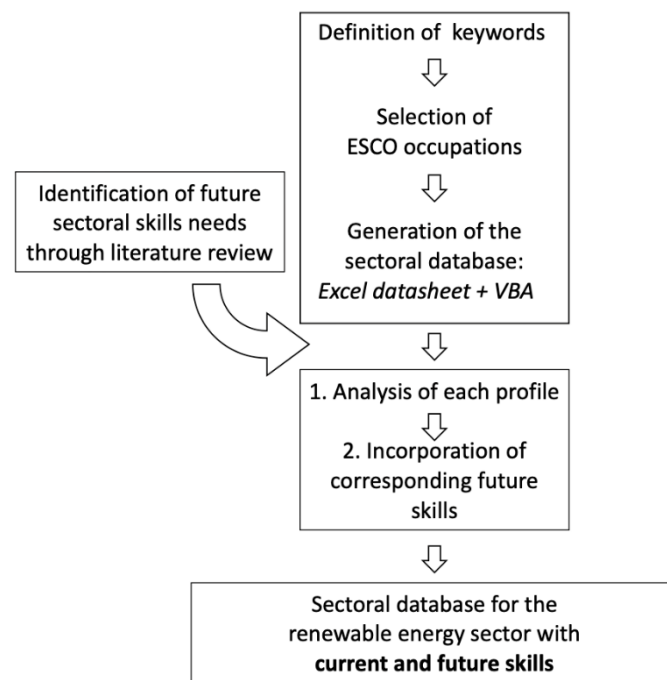 Definition of keywords
Selection of
ESCO occupations
Identification of future
sectoral skills needs
through literature review
Generation of the
sectoral database:
Excel datasheet + VBA
1. Analysis of each profile
2. Incorporation of
corresponding future
skills
Sectoral database for the
renewable energy sector with
current and future skills